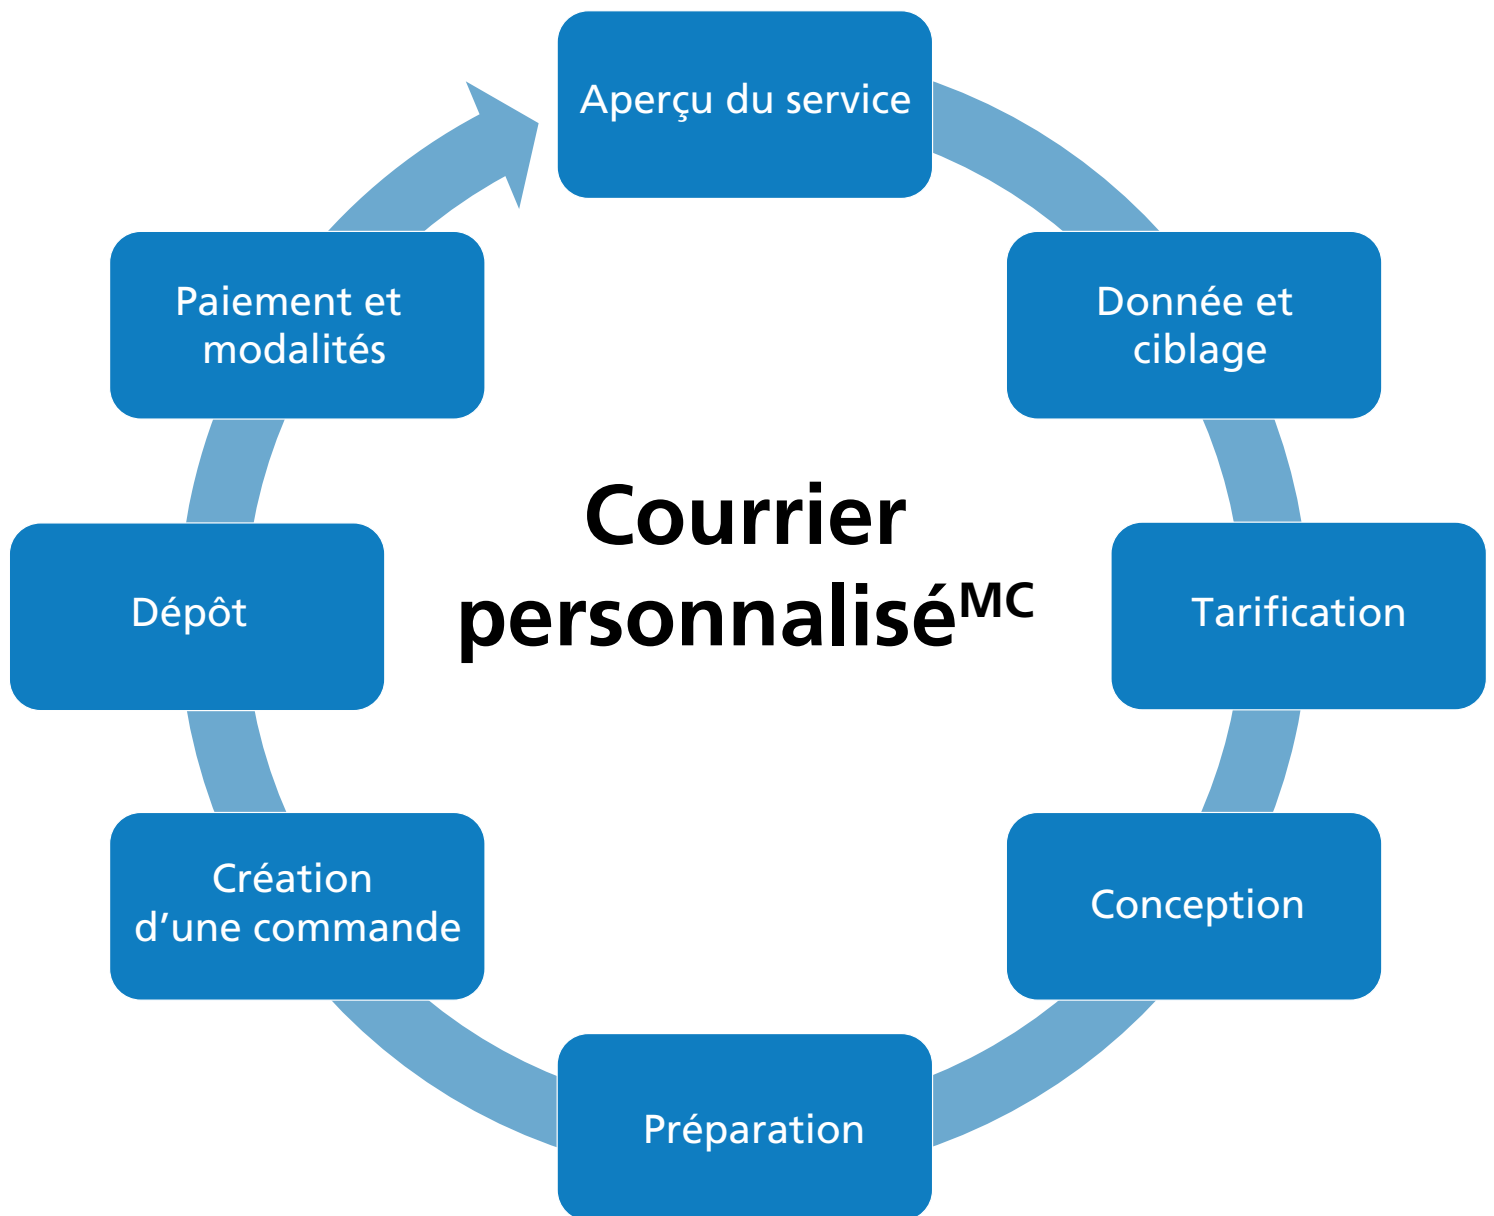 Aperçu du service
Donnée et
ciblage
Tarification
Conception
Préparation
Création
d’une commande
Dépôt
Paiement et
modalités
Courrier
personnaliséMC